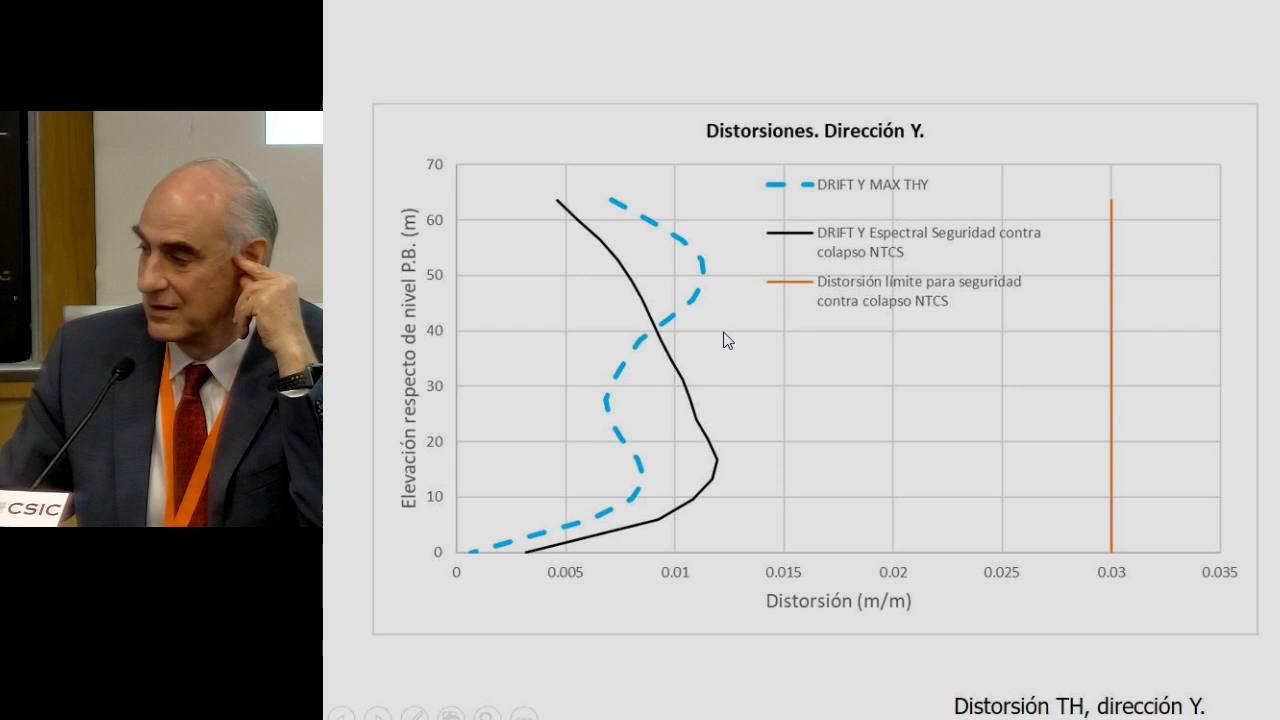 CSIC
Distorsiones. Dirección Y.
70
60
50
40
30
20
10
0
Elevación respecto de nivel P.B. (m)
DRIFT Y MAX THY
DRIFT Y Espectral Seguridad contra
colapso NTCS
Distorsión límite para seguridad
contra colapso NTCS
0
0.005
0.01
0.015
0.02
0.025
0.03
0.035
Distorsión (m/m)
Distorsión TH, dirección Y.